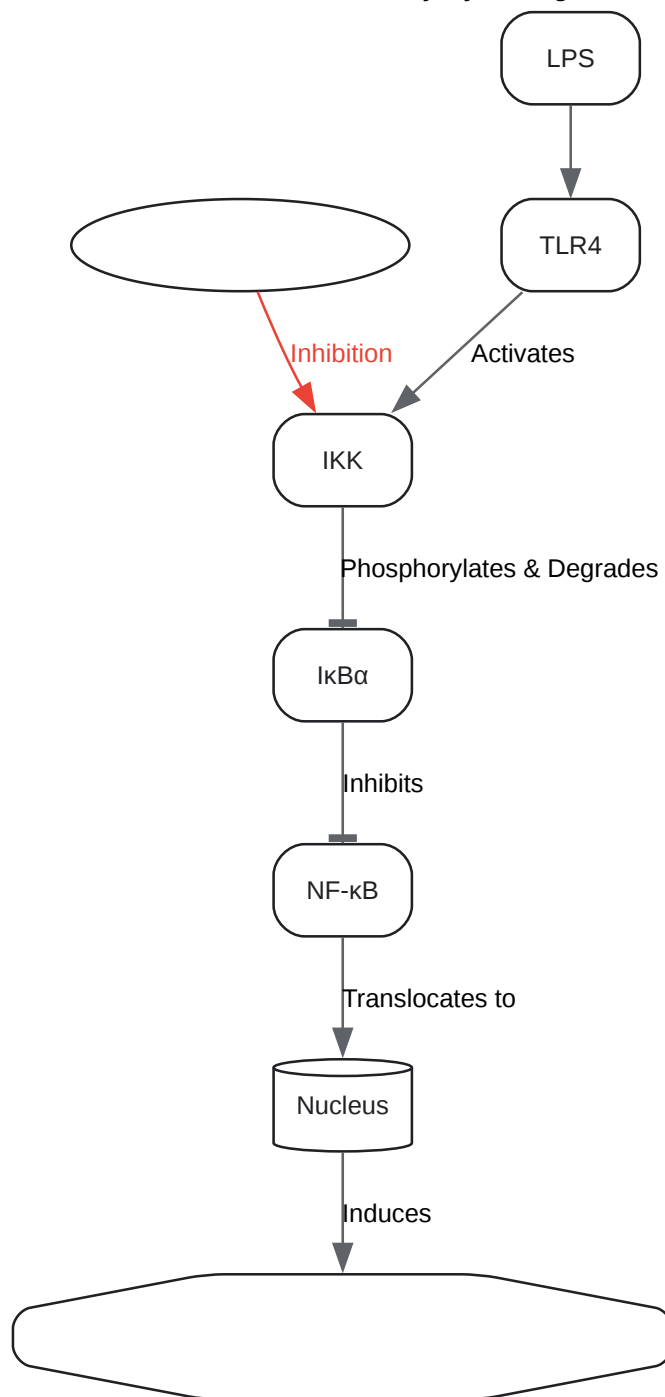 LPS
TLR4
Inhibition
Activates
IKK
Phosphorylates & Degrades
IκBα
Inhibits
NF-κB
Translocates to
Nucleus
Induces